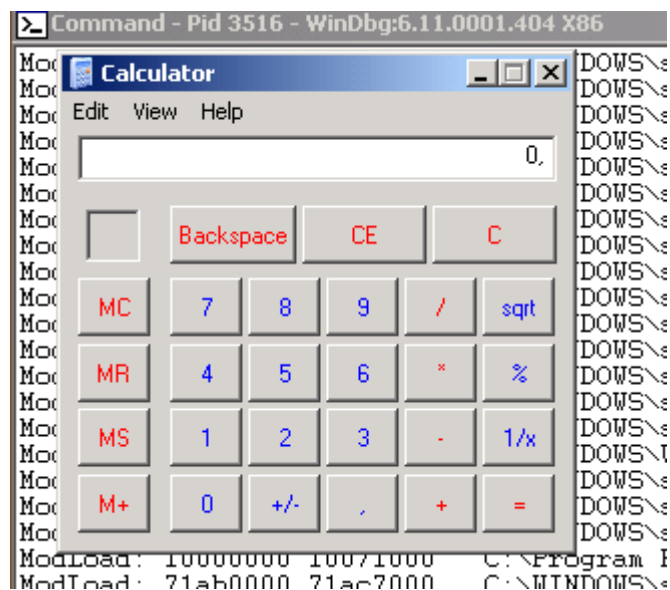 Command - Pid 3516 - WinDbg:6.11.0001.404 X86
Calculator
Edit View Help
0,
Backspace CE C
MC 7 8 9 / sqrt
MR 4 5 6 * %
MS 1 2 3 - 1/x
M+ 0 +/- , + =
ModLoad: 10000000 10071000 C:\Program
ModLoad: 71ab0000 71ac7000 C:\WINDOWS\s